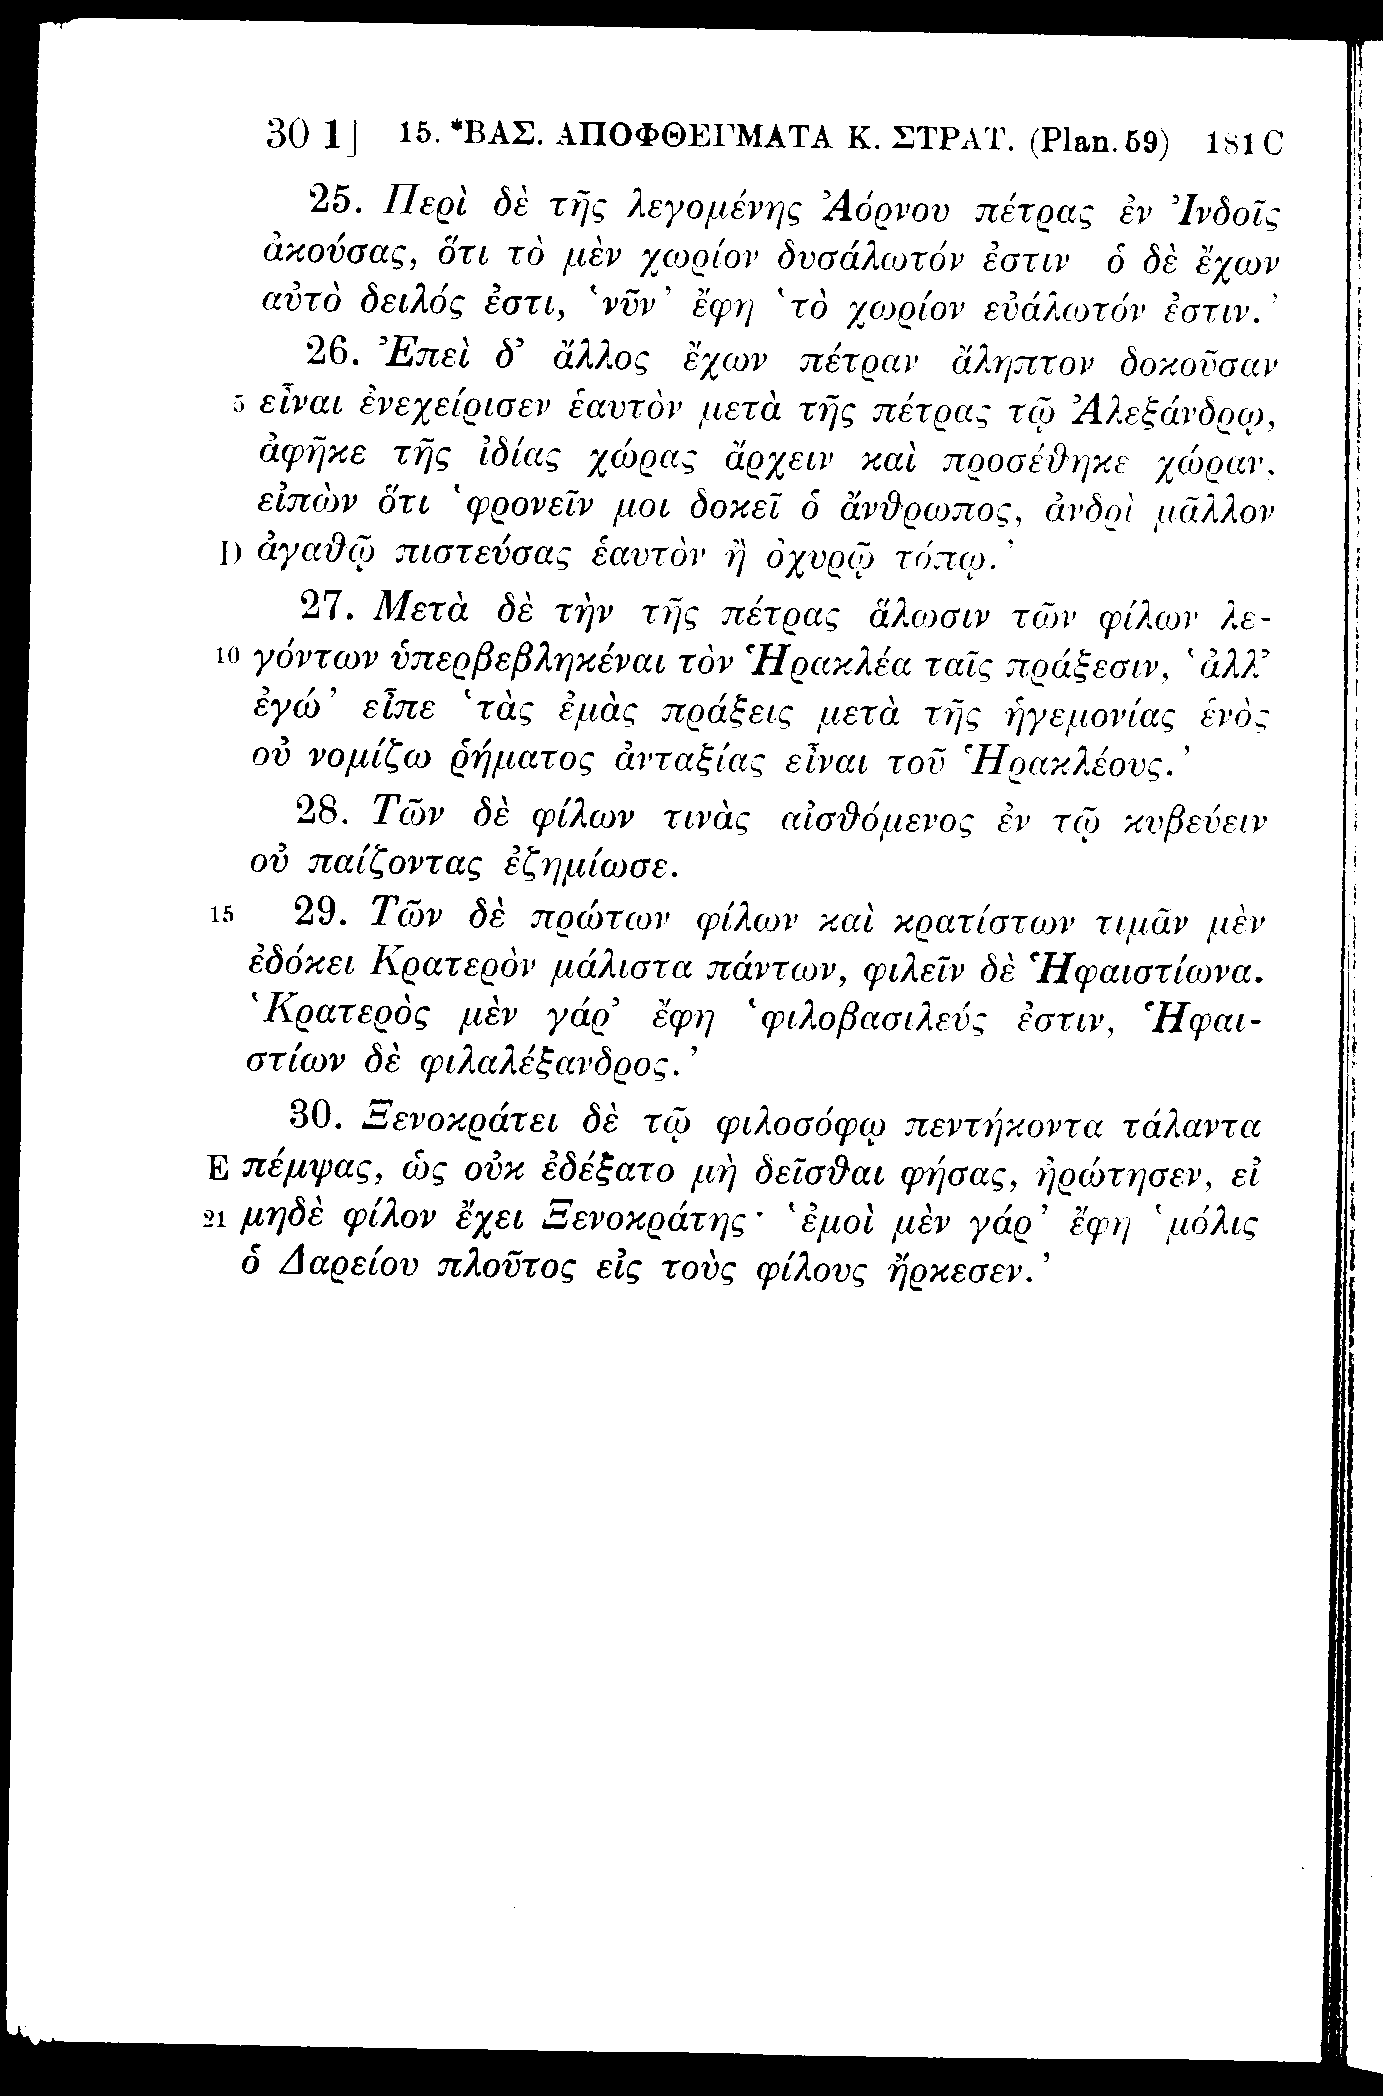 30 1] 15. *ΒΑΣ. ΑΠΟΦΘΕΓΜΑΤΑ Κ. ΣΤΡΑΤ. (Plan. 59) 181 C
25. Περὶ δὲ τῆς λεγομένης Ἀόρνου πέτρας ἐν Ἰνδοῖς
ἀκούσας, ὅτι τὸ μὲν χωρίον δυσάλωτόν ἐστιν ὁ δὲ ἔχων
αὐτὸ δειλός ἐστι, ‘νῦν’ ἔφη ‘τὸ χωρίον εὐάλωτόν ἐστιν.’
26. Ἐπεὶ δ’ ἄλλος ἔχων πέτραν ἄληπτον δοκοῦσαν
5 εἶναι ἐνεχείρισεν ἑαυτὸν μετὰ τῆς πέτρας τῷ Ἀλεξάνδρῳ,
ἀφῆκε τῆς ἰδίας χώρας ἄρχειν καὶ προσέθηκε χώραν,
εἰπὼν ὅτι ‘φρονεῖν μοι δοκεῖ ὁ ἄνθρωπος, ἀνδρὶ μᾶλλον
D ἀγαθῷ πιστεύσας ἑαυτὸν ἢ ὀχυρῷ τόπῳ.’
27. Μετὰ δὲ τὴν τῆς πέτρας ἅλωσιν τῶν φίλων λε-
10 γόντων ὑπερβεβληκέναι τὸν Ἡρακλέα ταῖς πράξεσιν, ‘ἀλλ’
ἐγώ’ εἶπε ‘τὰς ἐμὰς πράξεις μετὰ τῆς ἡγεμονίας ἑνὸς
οὐ νομίζω ῥήματος ἀνταξίας εἶναι τοῦ Ἡρακλέους.’
28. Τῶν δὲ φίλων τινὰς αἰσθόμενος ἐν τῷ κυβεύειν
οὐ παίζοντας ἐζημίωσε.
15 29. Τῶν δὲ πρώτων φίλων καὶ κρατίστων τιμᾶν μὲν
ἐδόκει Κρατερὸν μάλιστα πάντων, φιλεῖν δὲ Ἡφαιστίωνα.
‘Κρατερὸς μὲν γάρ’ ἔφη ‘φιλοβασιλεύς ἐστιν, Ἡφαι-
στίων δὲ φιλαλέξανδρος.’
30. Ξενοκράτει δὲ τῷ φιλοσόφῳ πεντήκοντα τάλαντα
E πέμψας, ὡς οὐκ ἐδέξατο μὴ δεῖσθαι φήσας, ἠρώτησεν, εἰ
21 μηδὲ φίλον ἔχει Ξενοκράτης· ‘ἐμοὶ μὲν γάρ’ ἔφη ‘μόλις
ὁ Δαρείου πλοῦτος εἰς τοὺς φίλους ἤρκεσεν.’